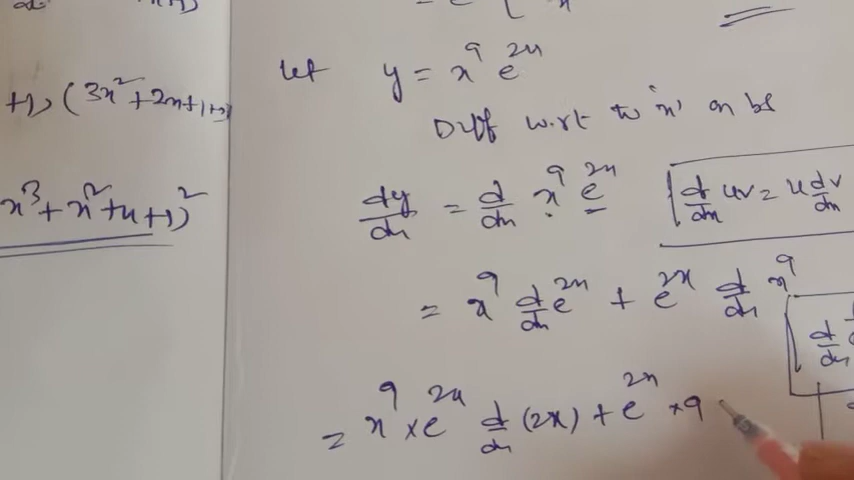 +1) (3x² + 2x + 1 + 0)
x³ + x² + x + 1)²
Let y = x⁹ e²ˣ
Diff w.r.t to 'x' on bs
dy/dx = d/dx x⁹ e²ˣ
d/dx uv = u dv/dx
= x⁹ d/dx e²ˣ + e²ˣ d/dx x⁹
= x⁹ × e²ˣ d/dx (2x) + e²ˣ × 9